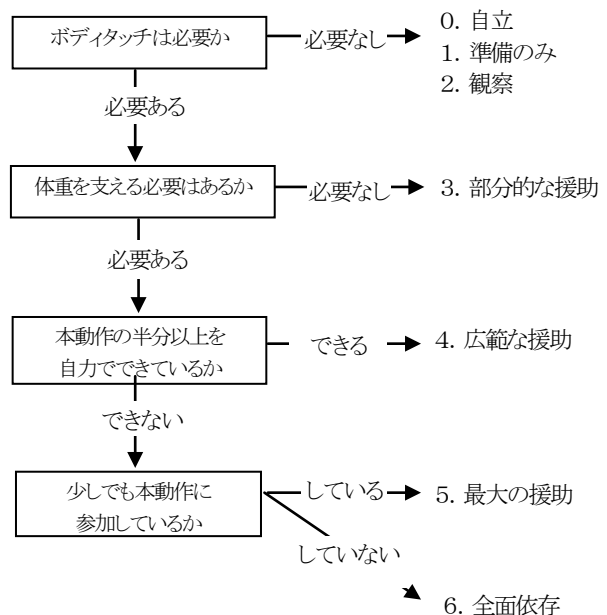 ボディタッチは必要か
必要なし
0. 自立
1. 準備のみ
2. 観察
必要ある
体重を支える必要はあるか
必要なし
3. 部分的な援助
必要ある
本動作の半分以上を
自力でできているか
できる
4. 広範な援助
できない
少しでも本動作に
参加しているか
している
5. 最大の援助
していない
6. 全面依存